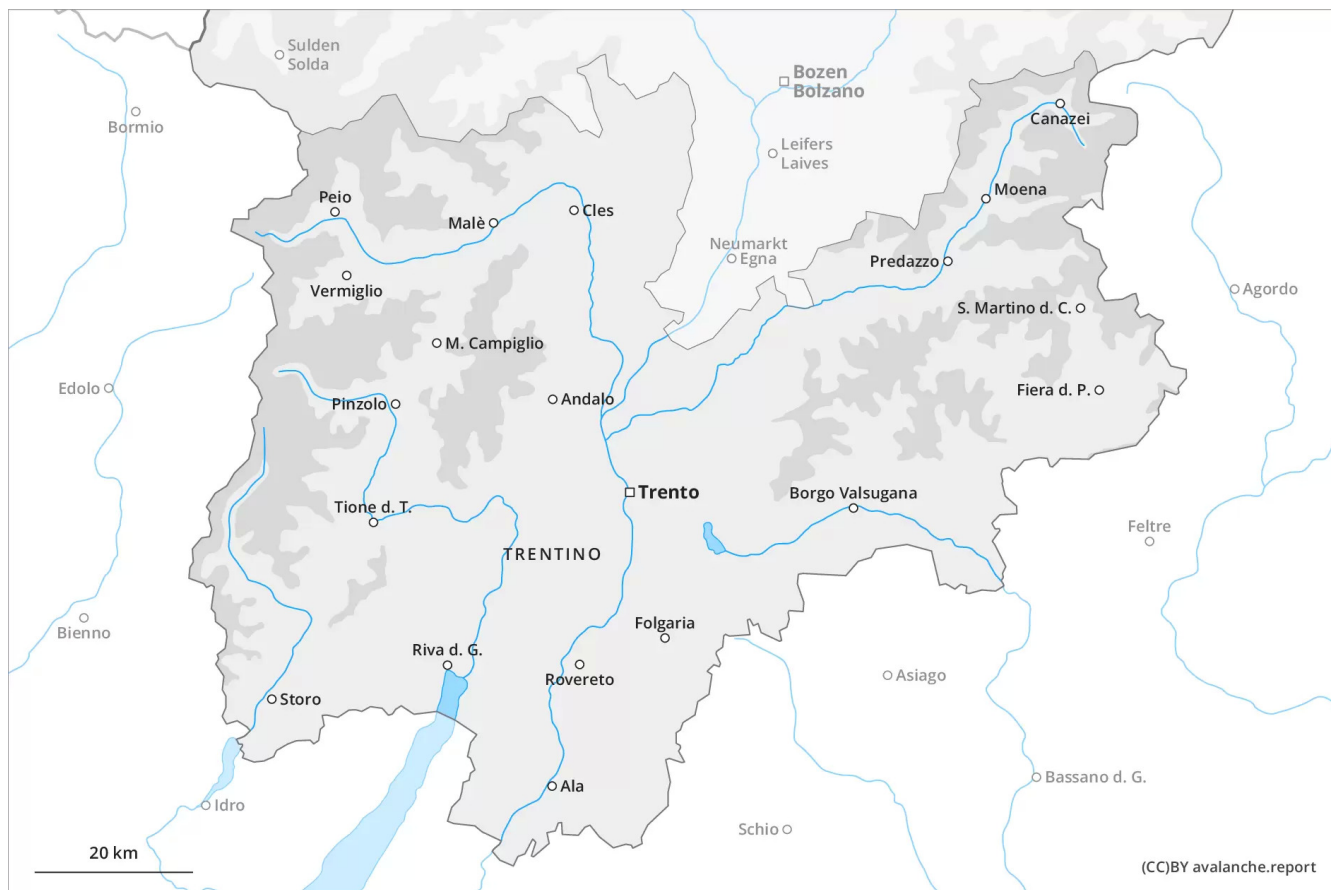 Sulden
Solda
Bozen
Bolzano
Bormio
Canazei
Leifers
Laives
Peio
Moena
Malè
Cles
Neumarkt
Egna
Predazzo
Vermiglio
Agordo
S. Martino d. C.
M. Campiglio
Edolo
Pinzolo
Andalo
Fiera d. P.
Trento
Borgo Valsugana
Tione d. T.
Feltre
TRENTINO
Bienno
Folgaria
Riva d. G.
Rovereto
Asiago
Storo
Bassano d. G.
Ala
Idro
Schio
20 km
(CC)BY avalanche.report